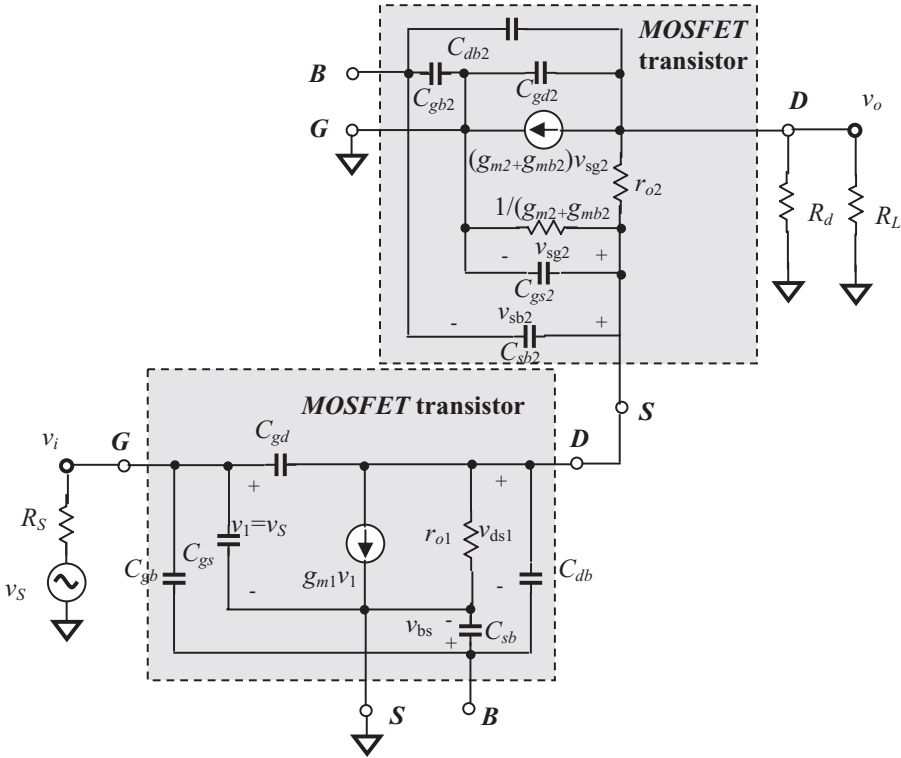 MOSFET
transistor
C_db2
B
C_gb2
C_gd2
G
D
v_o
(g_m2+g_mb2)v_sg2
r_o2
1/(g_m2+g_mb2
R_d
R_L
v_sg2
- +
C_gs2
v_sb2
- +
C_sb2
S
MOSFET transistor
v_i
G
C_gd
D
+
+
R_S
v_1=v_S
r_o1
v_ds1
C_gs
C_gb
g_m1v_1
C_db
v_S
-
-
v_bs
-
+
C_sb
S
B